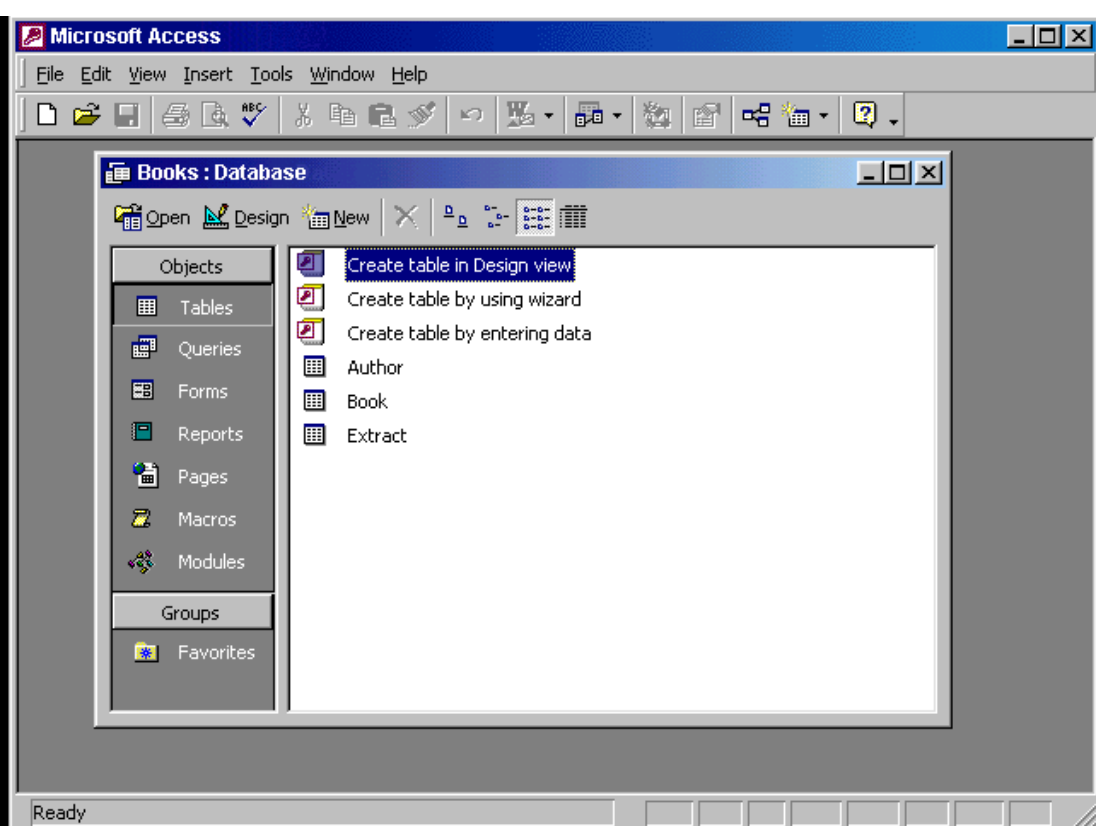 Microsoft Access
File Edit View Insert Tools Window Help
ABC
Books : Database
Open Design New
Objects
Tables
Queries
Forms
Reports
Pages
Macros
Modules
Groups
Favorites
Create table in Design view
Create table by using wizard
Create table by entering data
Author
Book
Extract
Ready